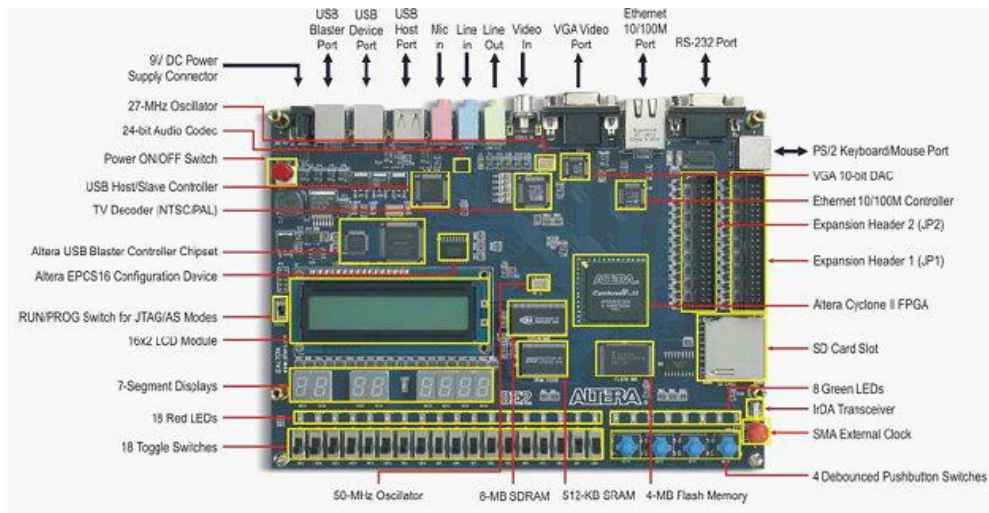 USB
Blaster
Port
USB
Device
Port
USB
Host
Port
Mic
in
Line
in
Line
Out
Video
In
VGA Video
Port
Ethernet
10/100M
Port
RS-232 Port
9V DC Power
Supply Connector
27-MHz Oscillator
24-bit Audio Codec
Power ON/OFF Switch
USB Host/Slave Controller
TV Decoder (NTSC/PAL)
Altera USB Blaster Controller Chipset
Altera EPCS16 Configuration Device
RUN/PROG Switch for JTAG/AS Modes
16x2 LCD Module
7-Segment Displays
18 Red LEDs
18 Toggle Switches
PS/2 Keyboard/Mouse Port
VGA 10-bit DAC
Ethernet 10/100M Controller
Expansion Header 2 (JP2)
Expansion Header 1 (JP1)
Altera Cyclone II FPGA
SD Card Slot
8 Green LEDs
IrDA Transceiver
SMA External Clock
4 Debounced Pushbutton Switches
50-MHz Oscillator
8-MB SDRAM
512-KB SRAM
4-MB Flash Memory
ALTERA
Cyclone II
DE2
ALTERA